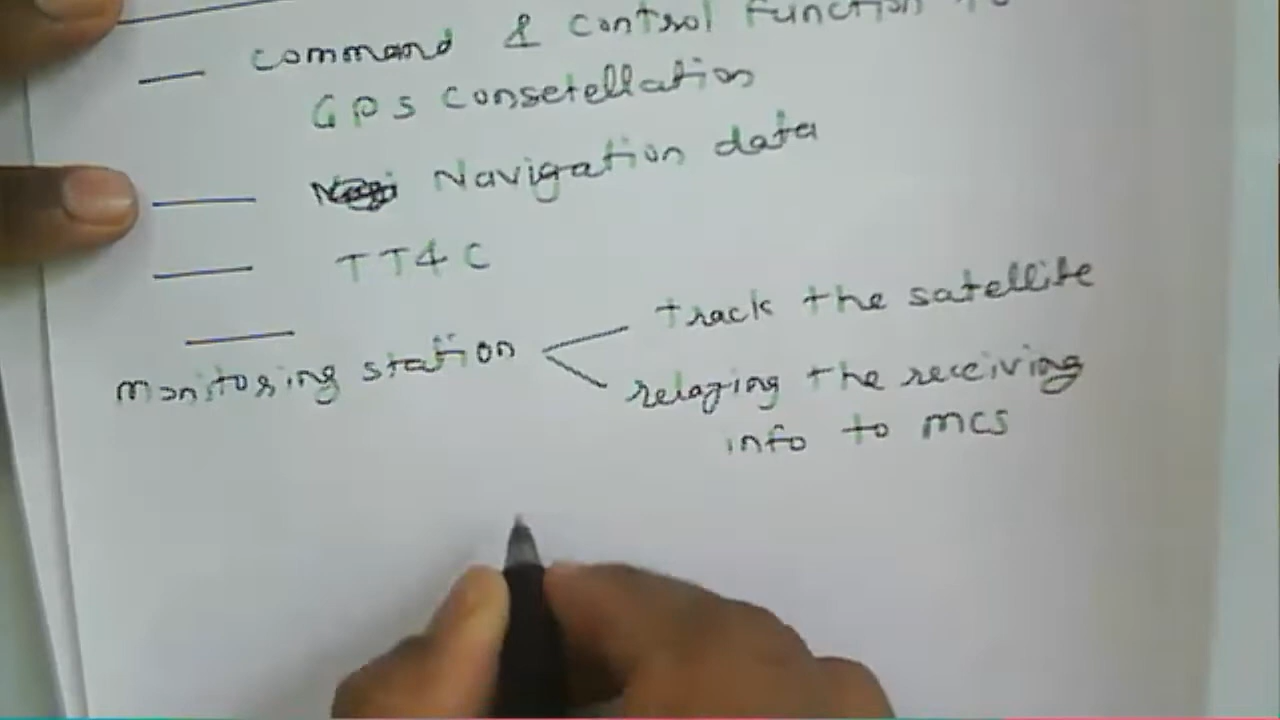 command & control function to
GPS consetellation
Navigation data
TT&C
monitoring station
track the satellite
relaying the receiving
info to mcs